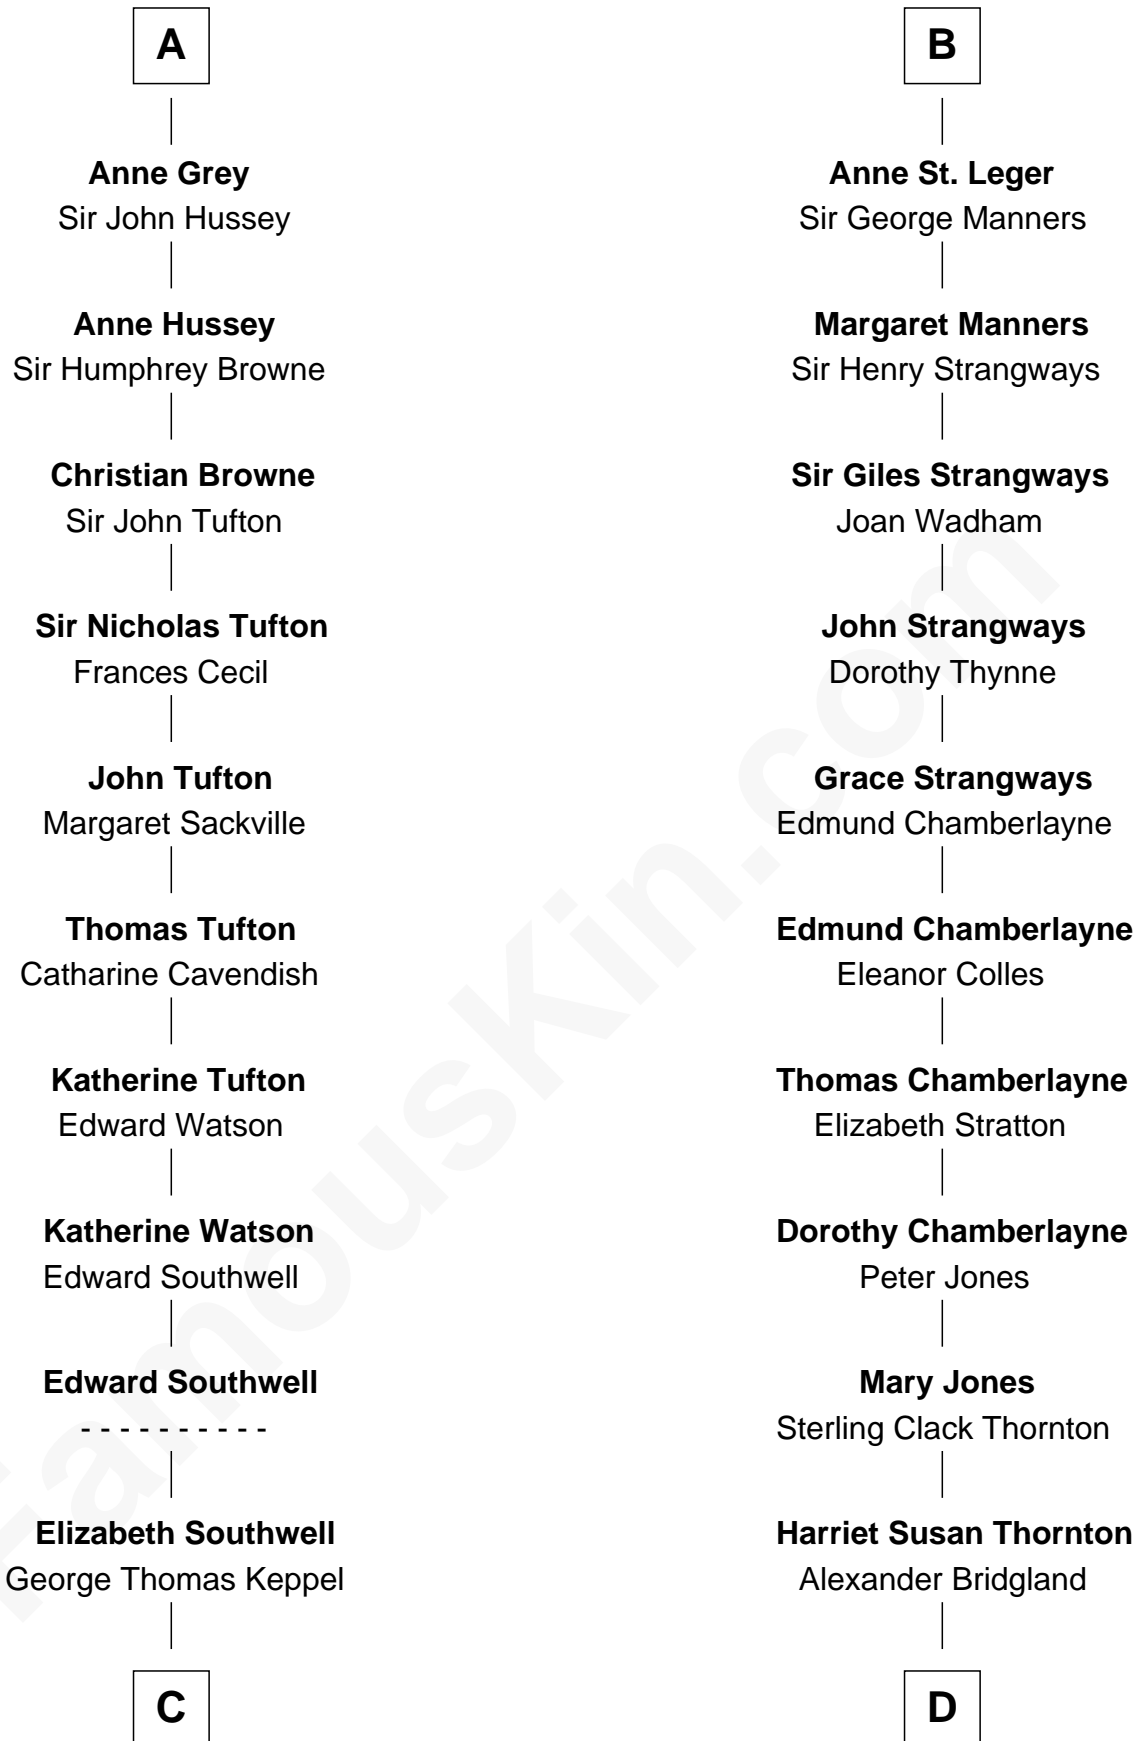 A
Anne Grey
Sir John Hussey
Anne Hussey
Sir Humphrey Browne
Christian Browne
Sir John Tufton
Sir Nicholas Tufton
Frances Cecil
John Tufton
Margaret Sackville
Thomas Tufton
Catharine Cavendish
Katherine Tufton
Edward Watson
Katherine Watson
Edward Southwell
Edward Southwell
- - - - - - - - - -
Elizabeth Southwell
George Thomas Keppel
C
B
Anne St. Leger
Sir George Manners
Margaret Manners
Sir Henry Strangways
Sir Giles Strangways
Joan Wadham
John Strangways
Dorothy Thynne
Grace Strangways
Edmund Chamberlayne
Edmund Chamberlayne
Eleanor Colles
Thomas Chamberlayne
Elizabeth Stratton
Dorothy Chamberlayne
Peter Jones
Mary Jones
Sterling Clack Thornton
Harriet Susan Thornton
Alexander Bridgland
D
FamousKin.com